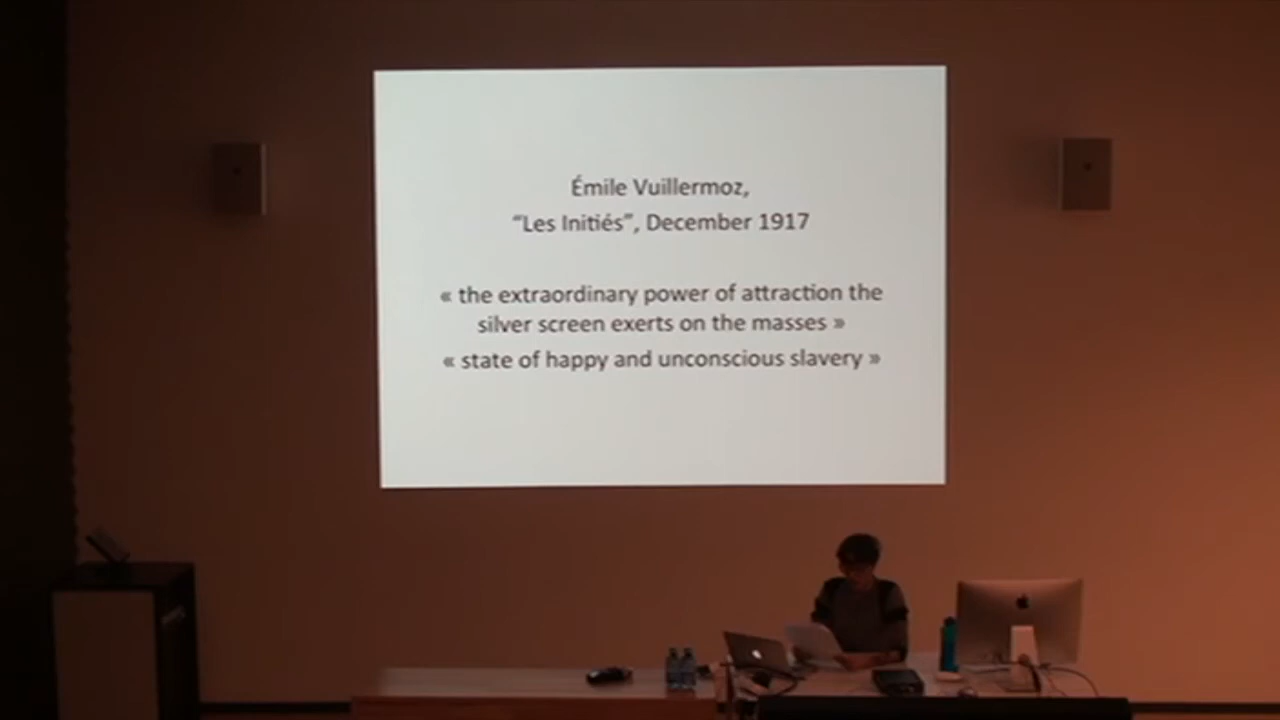 Émile Vuillermoz,
“Les Initiés”, December 1917
« the extraordinary power of attraction the
silver screen exerts on the masses »
« state of happy and unconscious slavery »